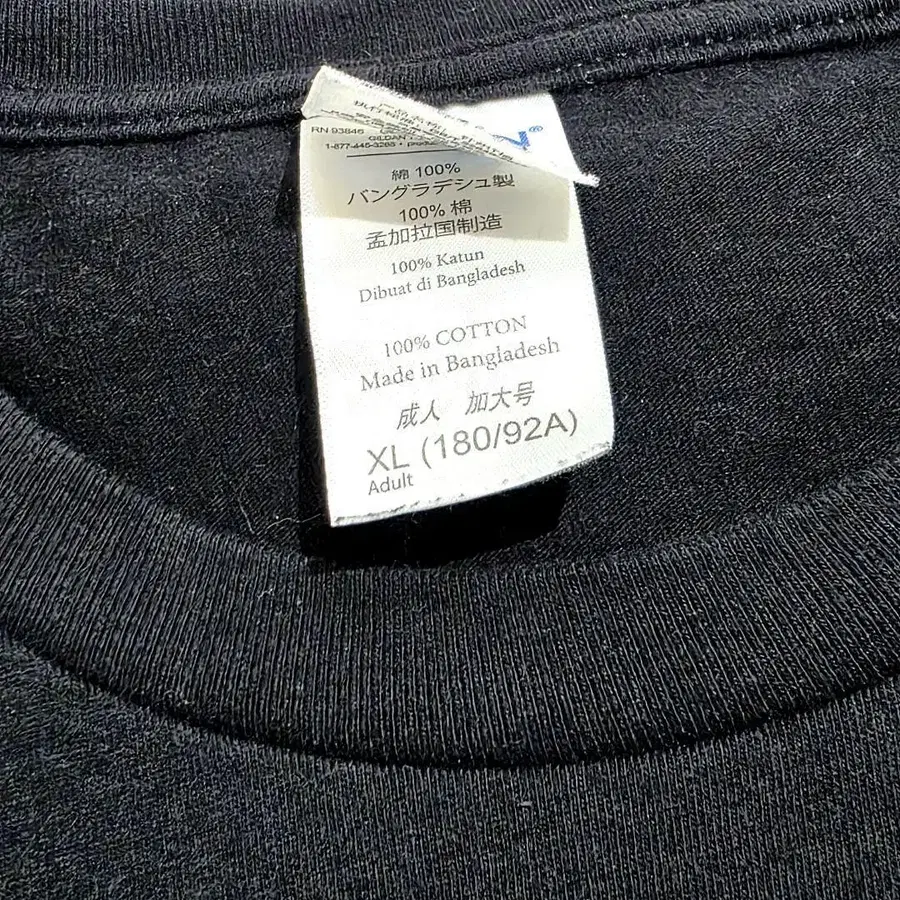 RN 93846
N®
GILDAN
1-877-445-3265 •
綿 100%
バングラデシュ製
100% 棉
孟加拉国制造
100% Katun
Dibuat di Bangladesh
100% COTTON
Made in Bangladesh
成人 加大号
XL (180/92A)
Adult